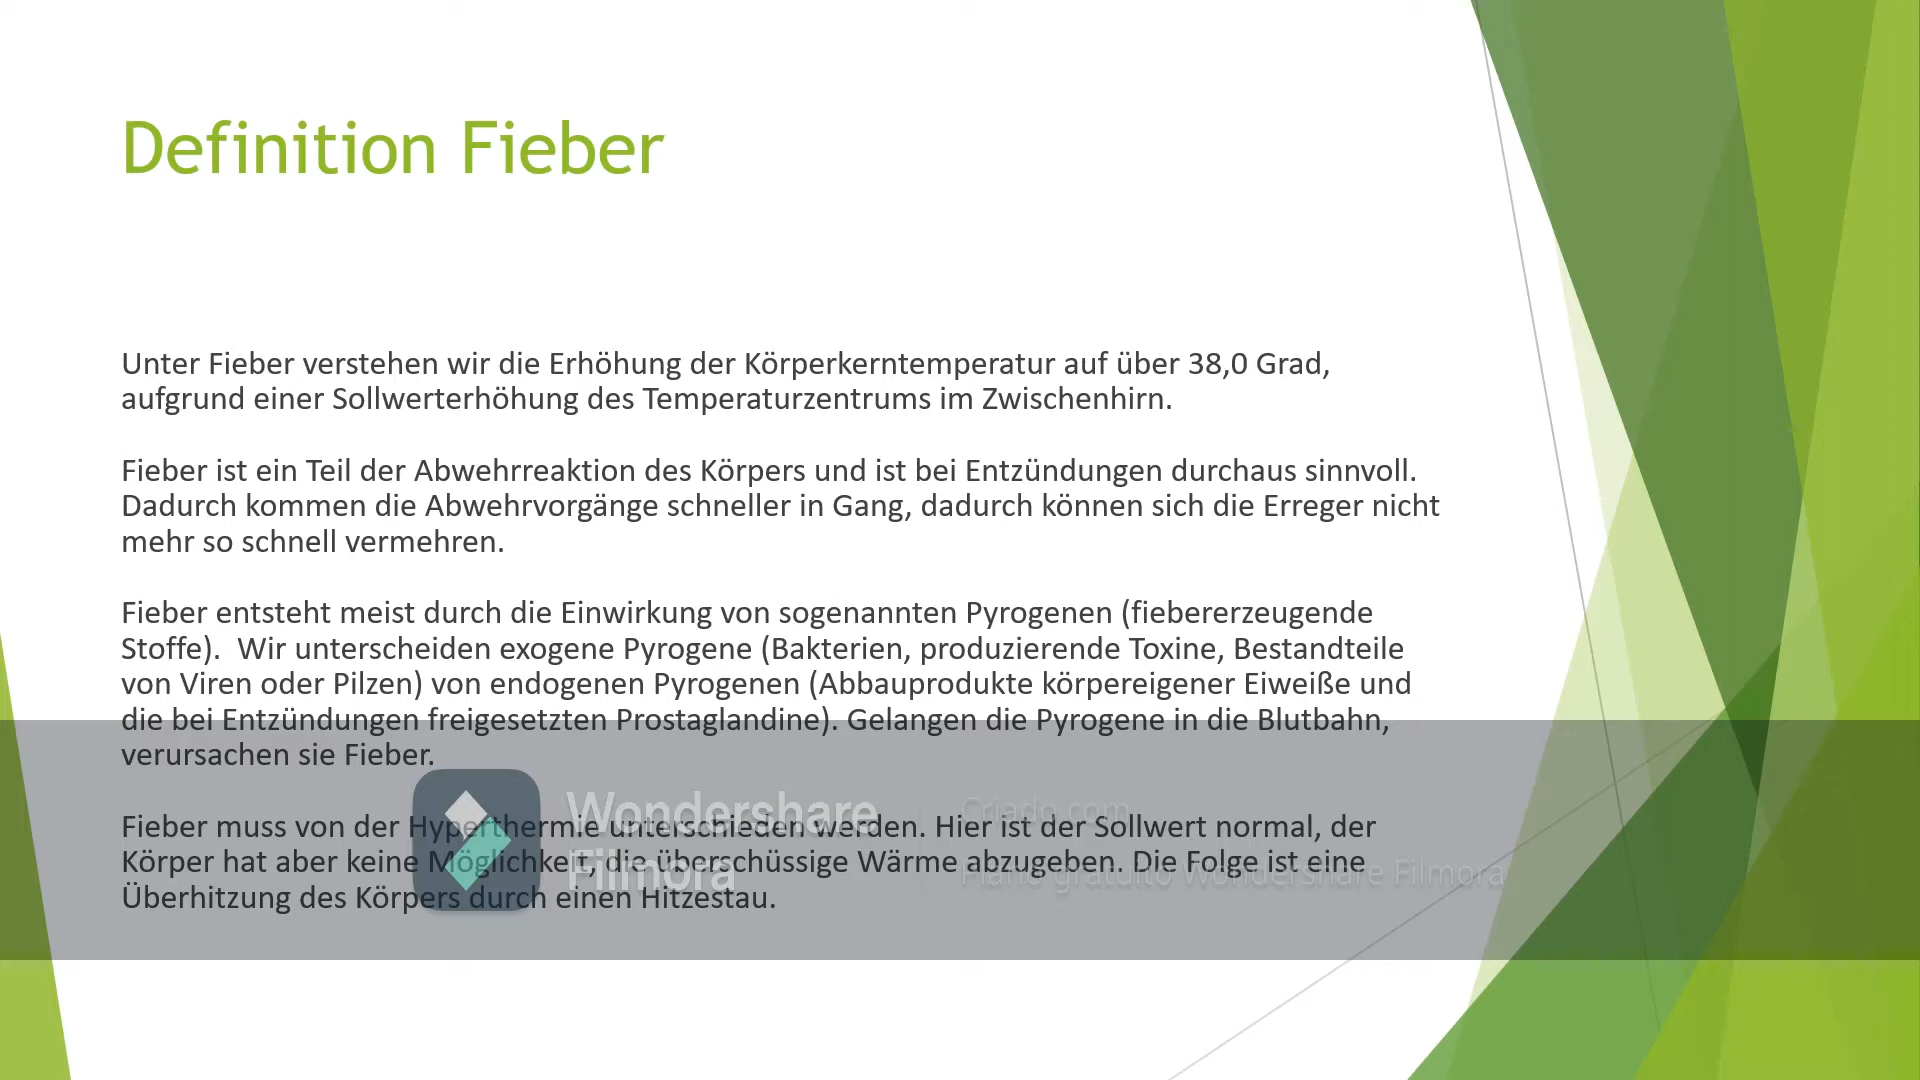 Definition Fieber
Unter Fieber verstehen wir die Erhöhung der Körperkerntemperatur auf über 38,0 Grad,
aufgrund einer Sollwerterhöhung des Temperaturzentrums im Zwischenhirn.
Fieber ist ein Teil der Abwehrreaktion des Körpers und ist bei Entzündungen durchaus sinnvoll.
Dadurch kommen die Abwehrvorgänge schneller in Gang, dadurch können sich die Erreger nicht
mehr so schnell vermehren.
Fieber entsteht meist durch die Einwirkung von sogenannten Pyrogenen (fiebererzeugende
Stoffe).  Wir unterscheiden exogene Pyrogene (Bakterien, produzierende Toxine, Bestandteile
von Viren oder Pilzen) von endogenen Pyrogenen (Abbauprodukte körpereigener Eiweiße und
die bei Entzündungen freigesetzten Prostaglandine). Gelangen die Pyrogene in die Blutbahn,
verursachen sie Fieber.
Fieber muss von der Hyperthermie unterschieden werden. Hier ist der Sollwert normal, der
Körper hat aber keine Möglichkeit, die überschüssige Wärme abzugeben. Die Folge ist eine
Überhitzung des Körpers durch einen Hitzestau.
Wondershare
Filmora
Criado com
Plano gratuito Wondershare Filmora